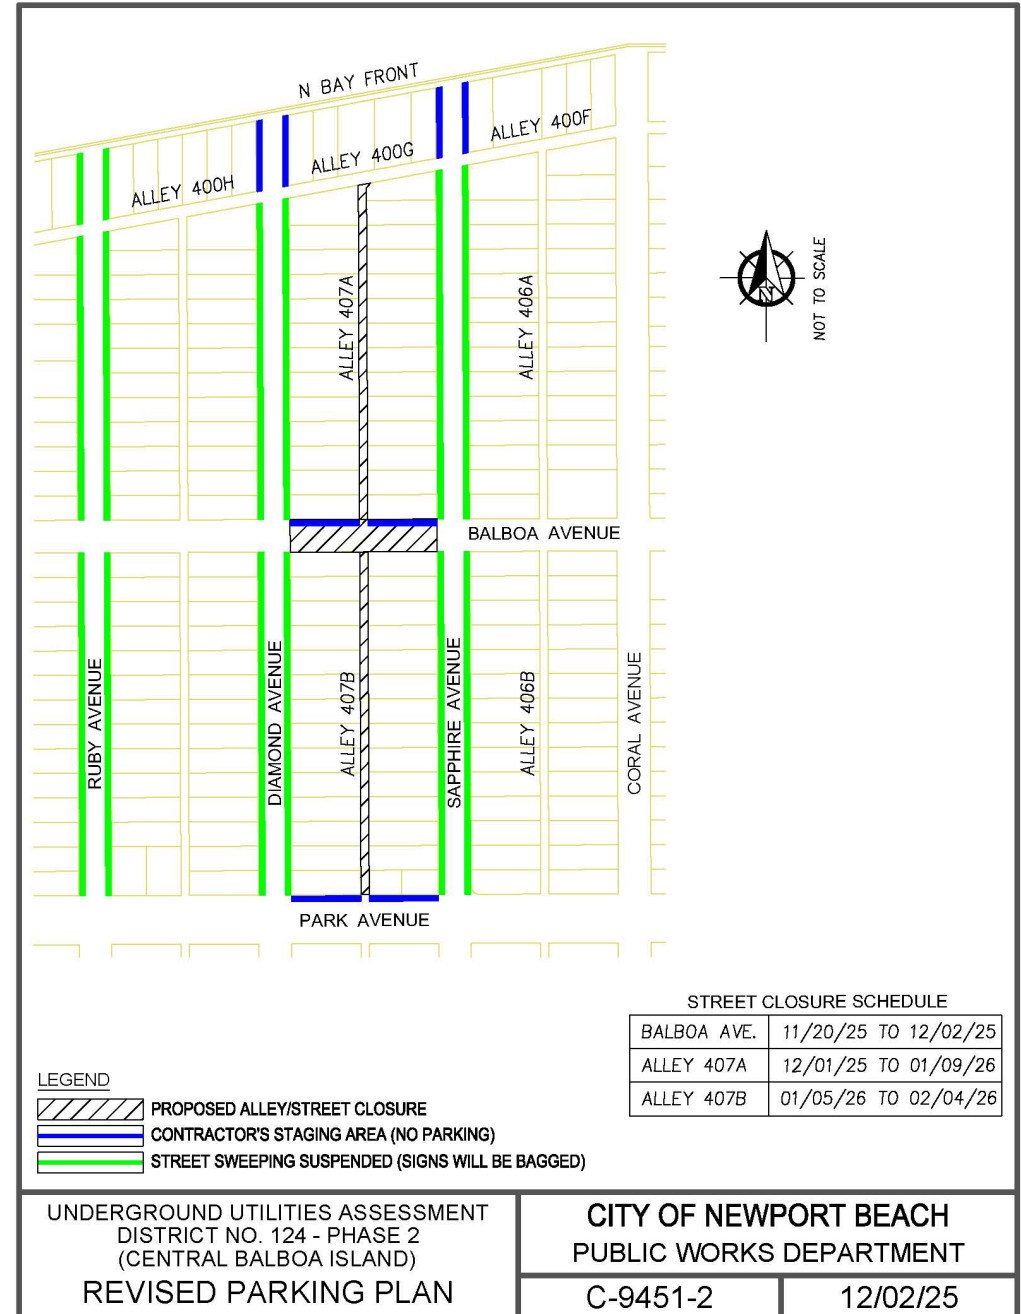 N BAY FRONT
ALLEY 400F
ALLEY 400G
ALLEY 400H
ALLEY 407A
ALLEY 406A
N
NOT TO SCALE
BALBOA AVENUE
RUBY AVENUE
DIAMOND AVENUE
ALLEY 407B
SAPPHIRE AVENUE
ALLEY 406B
CORAL AVENUE
PARK AVENUE
STREET CLOSURE SCHEDULE
BALBOA AVE. 11/20/25 TO 12/02/25
ALLEY 407A 12/01/25 TO 01/09/26
ALLEY 407B 01/05/26 TO 02/04/26
LEGEND
PROPOSED ALLEY/STREET CLOSURE
CONTRACTOR'S STAGING AREA (NO PARKING)
STREET SWEEPING SUSPENDED (SIGNS WILL BE BAGGED)
UNDERGROUND UTILITIES ASSESSMENT
DISTRICT NO. 124 - PHASE 2
(CENTRAL BALBOA ISLAND)
REVISED PARKING PLAN
CITY OF NEWPORT BEACH
PUBLIC WORKS DEPARTMENT
C-9451-2
12/02/25